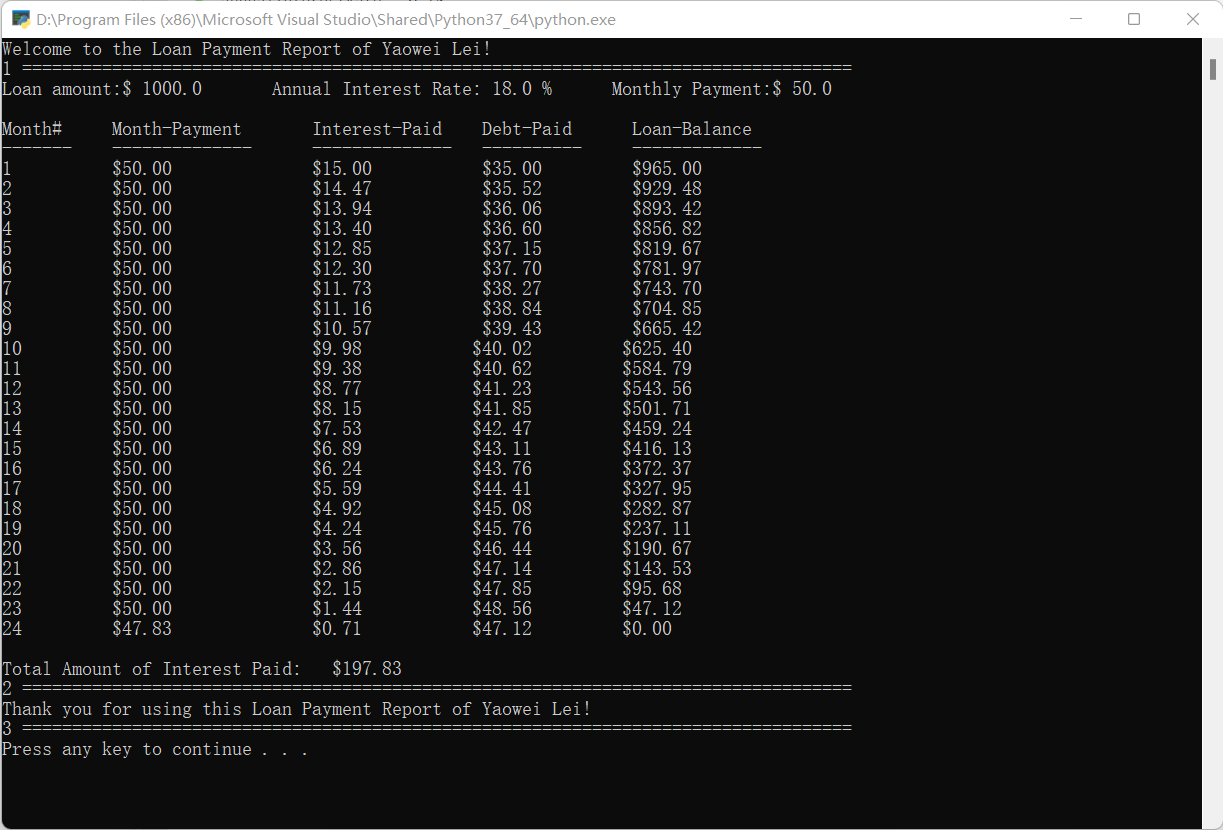 D:\Program Files (x86)\Microsoft Visual Studio\Shared\Python37_64\python.exe
Welcome to the Loan Payment Report of Yaowei Lei!
1 ===================================================================================
Loan amount:$ 1000.0       Annual Interest Rate: 18.0 %      Monthly Payment:$ 50.0
Month#     Month-Payment       Interest-Paid    Debt-Paid      Loan-Balance
-------    --------------      --------------   ----------     -------------
1          $50.00              $15.00           $35.00         $965.00
2          $50.00              $14.47           $35.52         $929.48
3          $50.00              $13.94           $36.06         $893.42
4          $50.00              $13.40           $36.60         $856.82
5          $50.00              $12.85           $37.15         $819.67
6          $50.00              $12.30           $37.70         $781.97
7          $50.00              $11.73           $38.27         $743.70
8          $50.00              $11.16           $38.84         $704.85
9          $50.00              $10.57           $39.43         $665.42
10         $50.00              $9.98           $40.02         $625.40
11         $50.00              $9.38           $40.62         $584.79
12         $50.00              $8.77           $41.23         $543.56
13         $50.00              $8.15           $41.85         $501.71
14         $50.00              $7.53           $42.47         $459.24
15         $50.00              $6.89           $43.11         $416.13
16         $50.00              $6.24           $43.76         $372.37
17         $50.00              $5.59           $44.41         $327.95
18         $50.00              $4.92           $45.08         $282.87
19         $50.00              $4.24           $45.76         $237.11
20         $50.00              $3.56           $46.44         $190.67
21         $50.00              $2.86           $47.14         $143.53
22         $50.00              $2.15           $47.85         $95.68
23         $50.00              $1.44           $48.56         $47.12
24         $47.83              $0.71           $47.12         $0.00
Total Amount of Interest Paid:   $197.83
2 ===================================================================================
Thank you for using this Loan Payment Report of Yaowei Lei!
3 ===================================================================================
Press any key to continue . . .